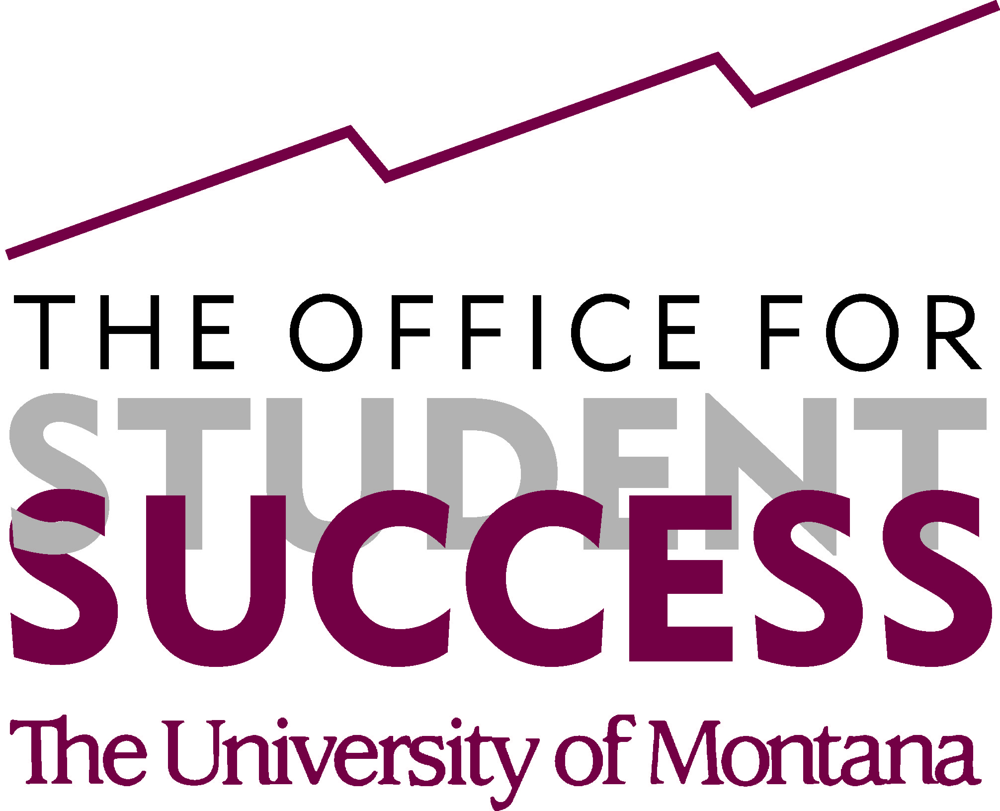 THE OFFICE FOR
STUDENT
SUCCESS
The University of Montana